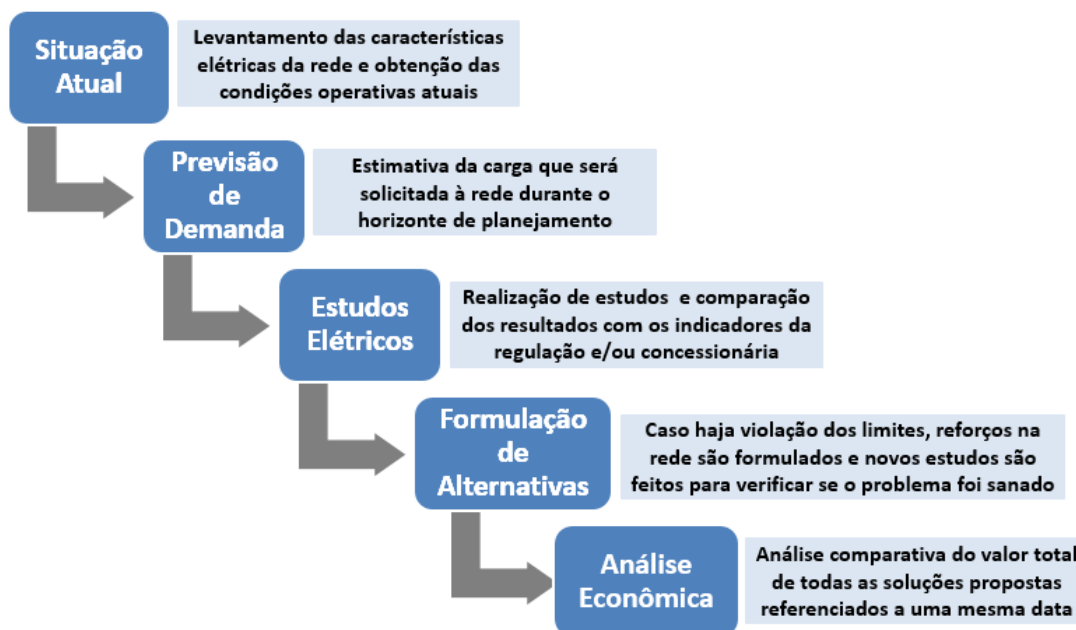 Situação
Atual
Levantamento das características
elétricas da rede e obtenção das
condições operativas atuais
Previsão
de
Demanda
Estimativa da carga que será
solicitada à rede durante o
horizonte de planejamento
Estudos
Elétricos
Realização de estudos e comparação
dos resultados com os indicadores da
regulação e/ou concessionária
Formulação
de
Alternativas
Caso haja violação dos limites, reforços na
rede são formulados e novos estudos são
feitos para verificar se o problema foi sanado
Análise
Econômica
Análise comparativa do valor total
de todas as soluções propostas
referenciados a uma mesma data